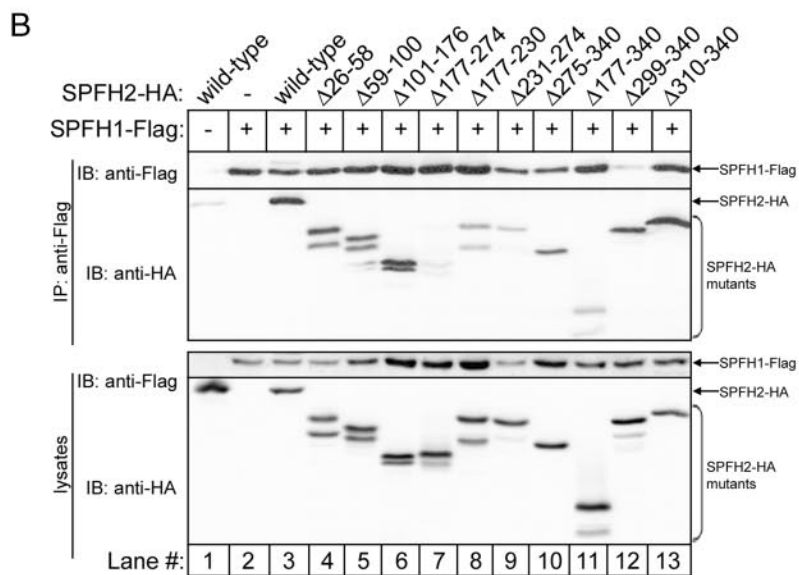 B
SPFH2-HA: wild-type - wild-type Δ26-58 Δ59-100 Δ101-176 Δ177-274 Δ177-230 Δ231-274 Δ275-340 Δ177-340 Δ299-340 Δ310-340
SPFH1-Flag: - + + + + + + + + + + + +
IP: anti-Flag
IB: anti-Flag
SPFH1-Flag
SPFH2-HA
IB: anti-HA
SPFH2-HA
mutants
lysates
IB: anti-Flag
SPFH1-Flag
SPFH2-HA
IB: anti-HA
SPFH2-HA
mutants
Lane #: 1 2 3 4 5 6 7 8 9 10 11 12 13